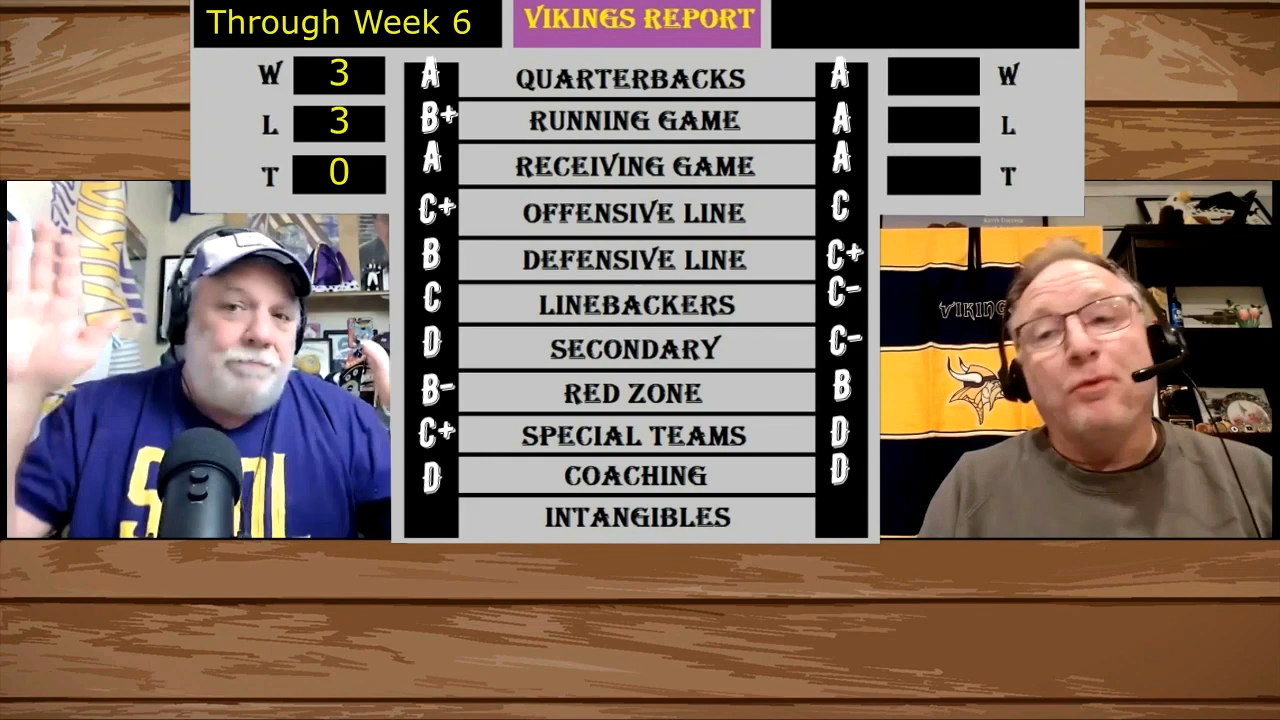 Through Week 6
VIKINGS REPORT
W 3
L 3
T 0
W
L
T
A QUARTERBACKS A
B+ RUNNING GAME A
A RECEIVING GAME A
C+ OFFENSIVE LINE C
B DEFENSIVE LINE C+
C LINEBACKERS C-
D SECONDARY C-
B- RED ZONE B
C+ SPECIAL TEAMS D
D COACHING D
INTANGIBLES
VIKING